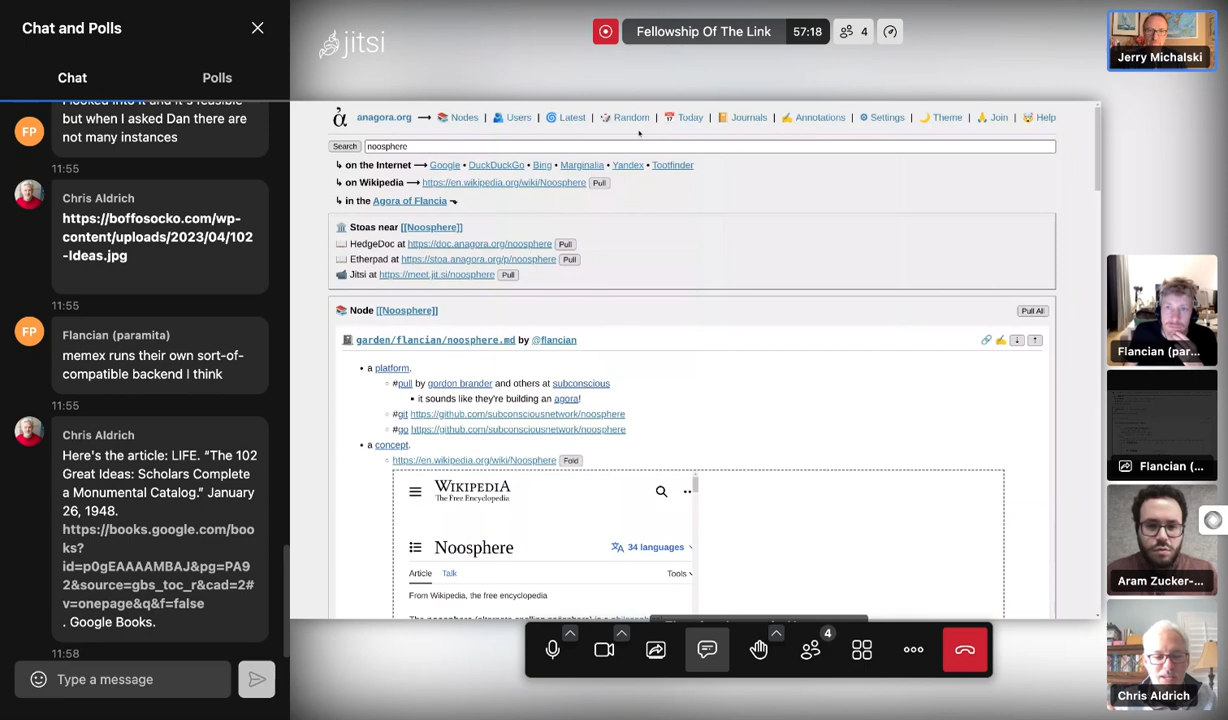 Chat and Polls
Chat
Polls
I looked into it and it's feasible
but when I asked Dan there are
not many instances
FP
11:55
Chris Aldrich
https://boffosocko.com/wp-
content/uploads/2023/04/102
-Ideas.jpg
11:55
FP
Flancian (paramita)
memex runs their own sort-of-
compatible backend I think
11:55
Chris Aldrich
Here's the article: LIFE. “The 102
Great Ideas: Scholars Complete
a Monumental Catalog.” January
26, 1948.
https://books.google.com/boo
ks?
id=p0gEAAAAMBAJ&pg=PA9
2&source=gbs_toc_r&cad=2#
v=onepage&q&f=false
. Google Books.
11:58
Type a message
jitsi
Fellowship Of The Link
57:18
4
anagora.org
Nodes | Users | Latest | Random | Today | Journals | Annotations | Settings | Theme | Join | Help
Search
noosphere
↳ on the Internet ⟶ Google • DuckDuckGo • Bing • Marginalia • Yandex • Tootfinder
↳ on Wikipedia ⟶ https://en.wikipedia.org/wiki/Noosphere Pull
↳ in the Agora of Flancia
Stoas near [[Noosphere]]
HedgeDoc at https://doc.anagora.org/noosphere Pull
Etherpad at https://stoa.anagora.org/p/noosphere Pull
Jitsi at https://meet.jit.si/noosphere Pull
Node [[Noosphere]]
Pull All
garden/flancian/noosphere.md by @flancian
• a platform.
◦ #pull by gordon brander and others at subconscious
▪ it sounds like they're building an agora!
◦ #git https://github.com/subconsciousnetwork/noosphere
◦ #go https://github.com/subconsciousnetwork/noosphere
• a concept.
◦ https://en.wikipedia.org/wiki/Noosphere Fold
WIKIPEDIA
The Free Encyclopedia
Noosphere
34 languages
Article
Talk
Tools
From Wikipedia, the free encyclopedia
4
Jerry Michalski
Flancian (par...
Flancian (...
Aram Zucker-...
Chris Aldrich